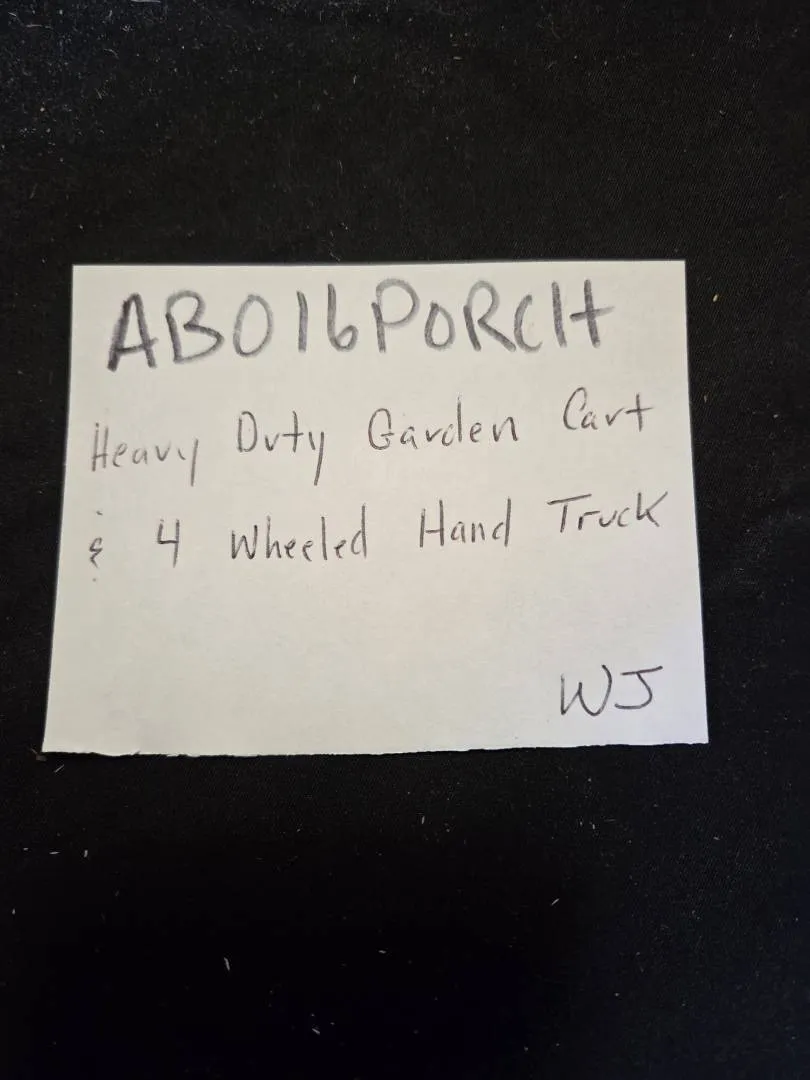 AB016PORCH
Heavy Duty Garden Cart
& 4 Wheeled Hand Truck
WJ